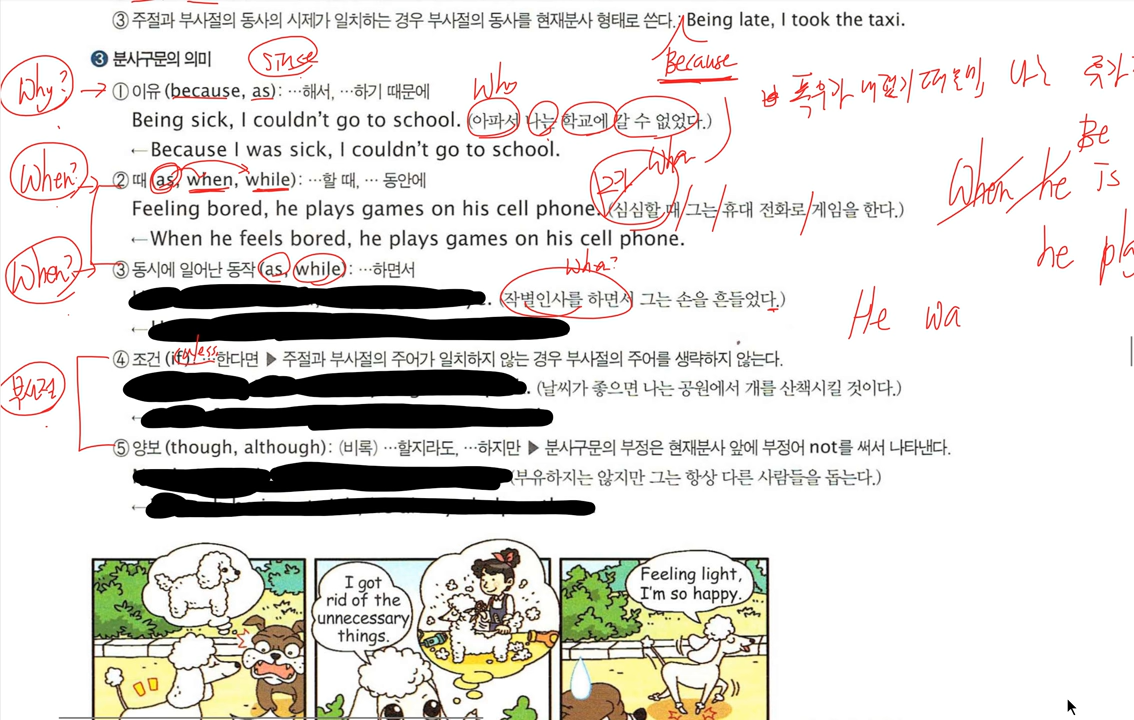 ③ 주절과 부사절의 동사의 시제가 일치하는 경우 부사절의 동사를 현재분사 형태로 쓴다. Being late, I took the taxi.
Because
③ 분사구문의 의미
sinse
Who
Why?
① 이유 (because, as): …해서, …하기 때문에
폭우가 내렸기 때문에, 나는
Being sick, I couldn't go to school. (아파서 나는 학교에 갈 수 없었다.)
←Because I was sick, I couldn't go to school.
When
Be
When?
② 때 (as, when, while): …할 때, … 동안에
When he is
Feeling bored, he plays games on his cell phone. (심심할 때 그는 휴대 전화로 게임을 한다.)
←When he feels bored, he plays games on his cell phone.
he pla
When?
③ 동시에 일어난 동작 (as, while): …하면서
When?
(작별인사를 하면서 그는 손을 흔들었다.)
He wa
←
unless
④ 조건 (if): …한다면 ▶ 주절과 부사절의 주어가 일치하지 않는 경우 부사절의 주어를 생략하지 않는다.
부사절
. (날씨가 좋으면 나는 공원에서 개를 산책시킬 것이다.)
←
⑤ 양보 (though, although): (비록) …할지라도, …하지만 ▶ 분사구문의 부정은 현재분사 앞에 부정어 not를 써서 나타낸다.
(부유하지는 않지만 그는 항상 다른 사람들을 돕는다.)
←
I got
rid of the
unnecessary
things.
Feeling light,
I'm so happy.